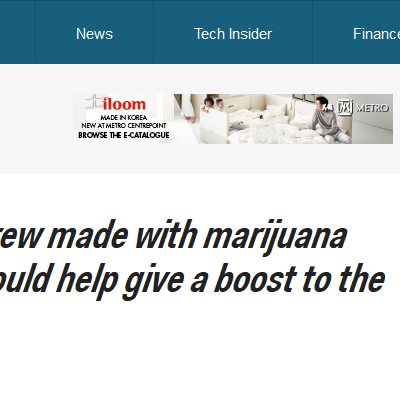 News Tech Insider Finance
iloom
MADE IN KOREA
NEW AT METRO CENTREPOINT
BROWSE THE E-CATALOGUE
METRO
rew made with marijuana
ould help give a boost to the